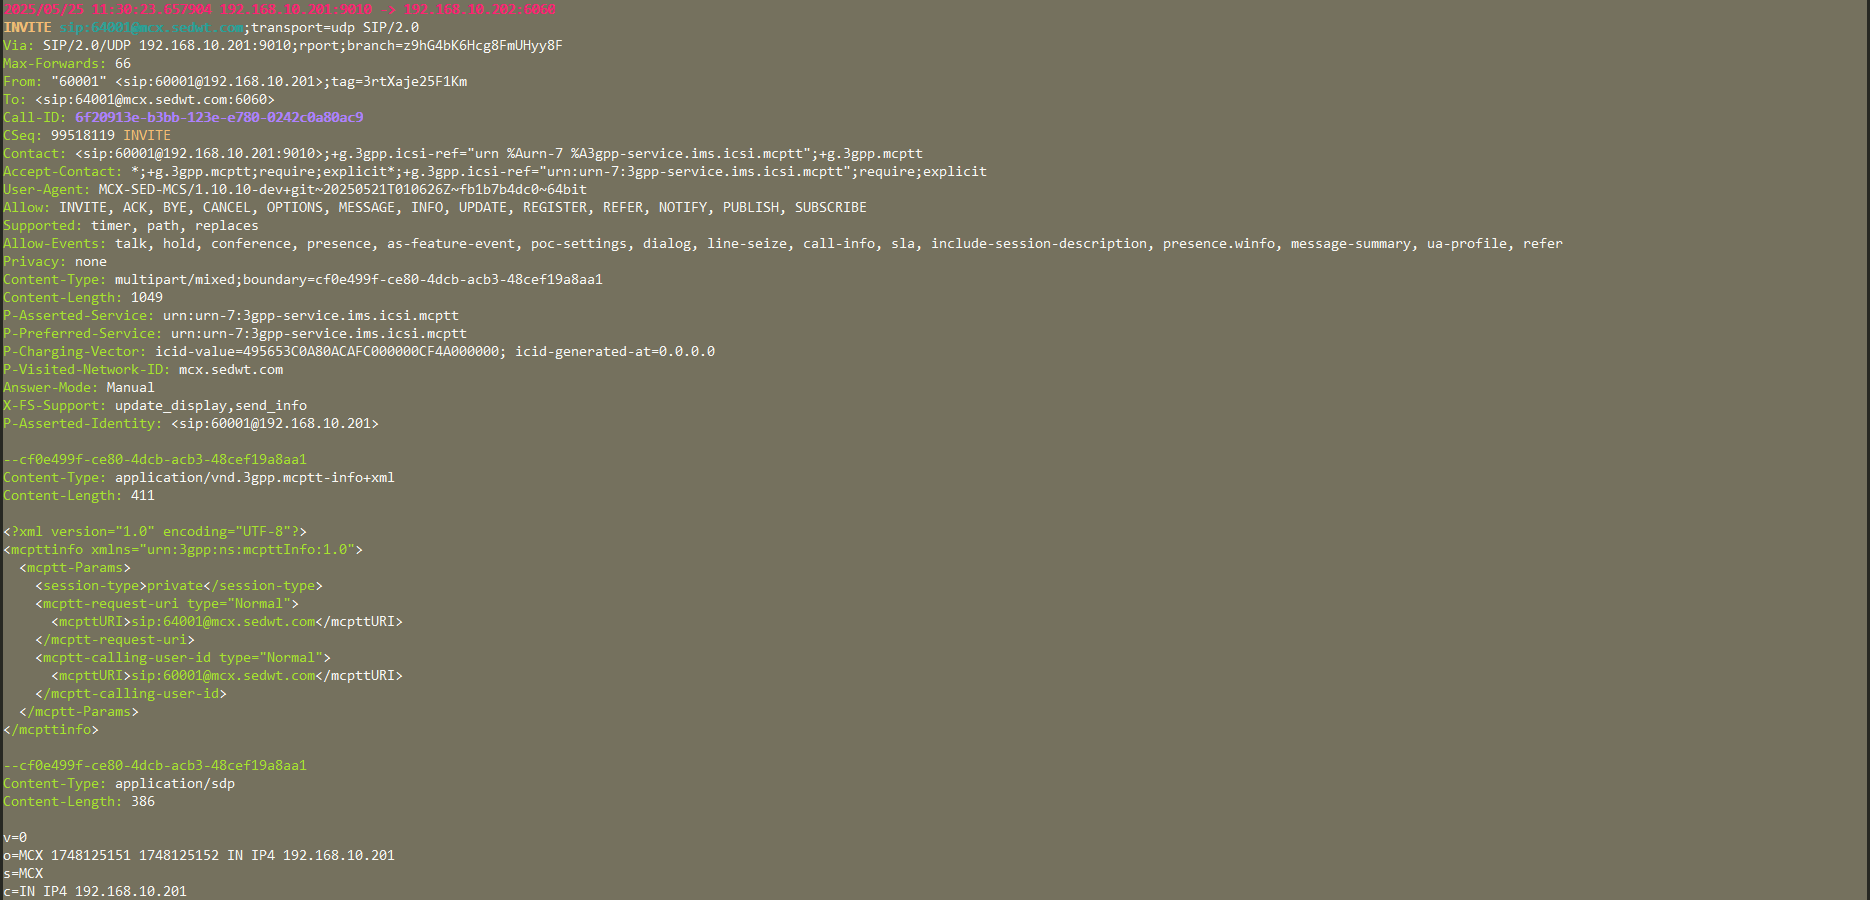 2025/05/25 11:30:23.657904 192.168.10.201:9010 -> 192.168.10.202:6060
INVITE sip:64001@mcx.sedwt.com;transport=udp SIP/2.0
Via: SIP/2.0/UDP 192.168.10.201:9010;rport;branch=z9hG4bK6Hcg8FmUHyy8F
Max-Forwards: 66
From: "60001" <sip:60001@192.168.10.201>;tag=3rtXaje25F1Km
To: <sip:64001@mcx.sedwt.com:6060>
Call-ID: 6f20913e-b3bb-123e-e780-0242c0a80ac9
CSeq: 99518119 INVITE
Contact: <sip:60001@192.168.10.201:9010>;+g.3gpp.icsi-ref="urn %Aurn-7 %A3gpp-service.ims.icsi.mcptt";+g.3gpp.mcptt
Accept-Contact: *;+g.3gpp.mcptt;require;explicit*;+g.3gpp.icsi-ref="urn:urn-7:3gpp-service.ims.icsi.mcptt";require;explicit
User-Agent: MCX-SED-MCS/1.10.10-dev+git~20250521T010626Z~fb1b7b4dc0~64bit
Allow: INVITE, ACK, BYE, CANCEL, OPTIONS, MESSAGE, INFO, UPDATE, REGISTER, REFER, NOTIFY, PUBLISH, SUBSCRIBE
Supported: timer, path, replaces
Allow-Events: talk, hold, conference, presence, as-feature-event, poc-settings, dialog, line-seize, call-info, sla, include-session-description, presence.winfo, message-summary, ua-profile, refer
Privacy: none
Content-Type: multipart/mixed;boundary=cf0e499f-ce80-4dcb-acb3-48cef19a8aa1
Content-Length: 1049
P-Asserted-Service: urn:urn-7:3gpp-service.ims.icsi.mcptt
P-Preferred-Service: urn:urn-7:3gpp-service.ims.icsi.mcptt
P-Charging-Vector: icid-value=495653C0A80ACAFC000000CF4A000000; icid-generated-at=0.0.0.0
P-Visited-Network-ID: mcx.sedwt.com
Answer-Mode: Manual
X-FS-Support: update_display,send_info
P-Asserted-Identity: <sip:60001@192.168.10.201>
--cf0e499f-ce80-4dcb-acb3-48cef19a8aa1
Content-Type: application/vnd.3gpp.mcptt-info+xml
Content-Length: 411
<?xml version="1.0" encoding="UTF-8"?>
<mcpttinfo xmlns="urn:3gpp:ns:mcpttInfo:1.0">
<mcptt-Params>
<session-type>private</session-type>
<mcptt-request-uri type="Normal">
<mcpttURI>sip:64001@mcx.sedwt.com</mcpttURI>
</mcptt-request-uri>
<mcptt-calling-user-id type="Normal">
<mcpttURI>sip:60001@mcx.sedwt.com</mcpttURI>
</mcptt-calling-user-id>
</mcptt-Params>
</mcpttinfo>
--cf0e499f-ce80-4dcb-acb3-48cef19a8aa1
Content-Type: application/sdp
Content-Length: 386
v=0
o=MCX 1748125151 1748125152 IN IP4 192.168.10.201
s=MCX
c=IN IP4 192.168.10.201